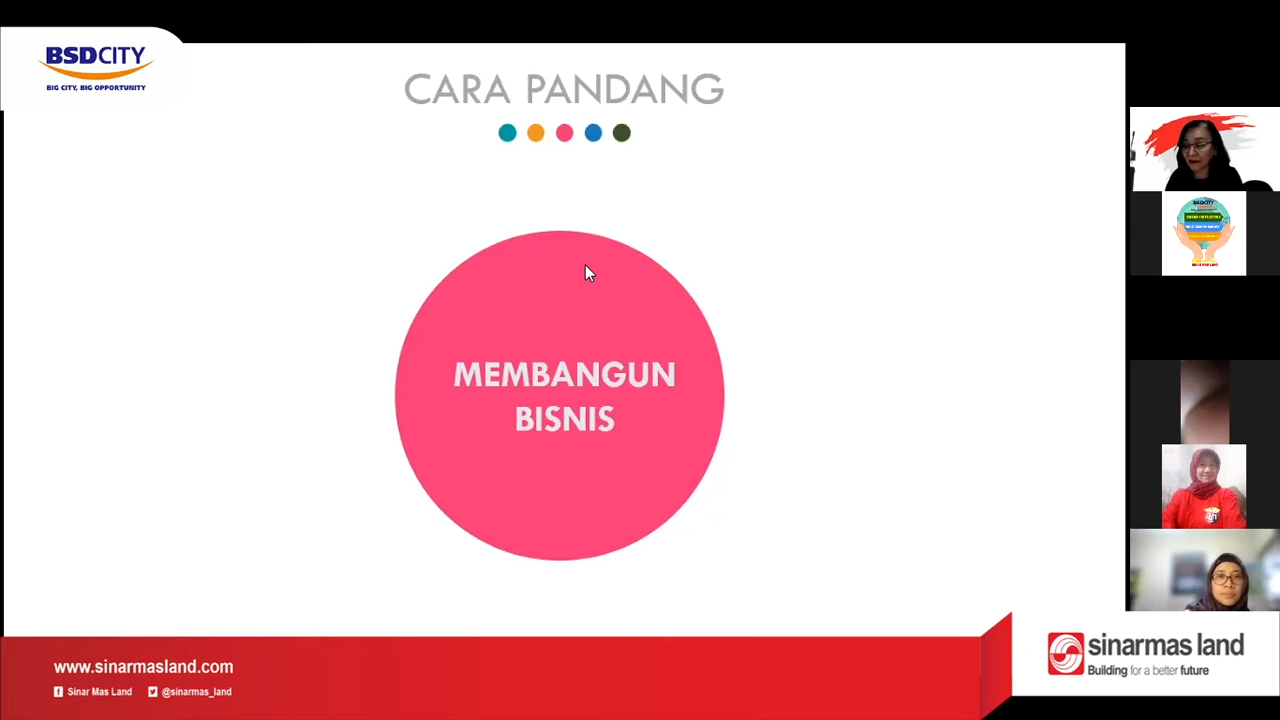 BSDCITY
BIG CITY, BIG OPPORTUNITY
CARA PANDANG
MEMBANGUN
BISNIS
www.sinarmasland.com
Sinar Mas Land
@sinarmas_land
sinarmas land
Building for a better future
BSDCITY